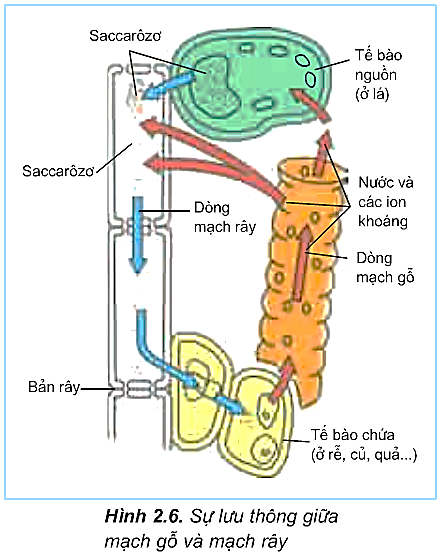 Saccarôzơ
Tế bào
nguồn
(ở lá)
Saccarôzơ
Nước và
các ion
khoáng
Dòng
mạch rây
Dòng
mạch gỗ
Bản rây
Tế bào chứa
(ở rễ, củ, quả...)
Hình 2.6. Sự lưu thông giữa
mạch gỗ và mạch rây